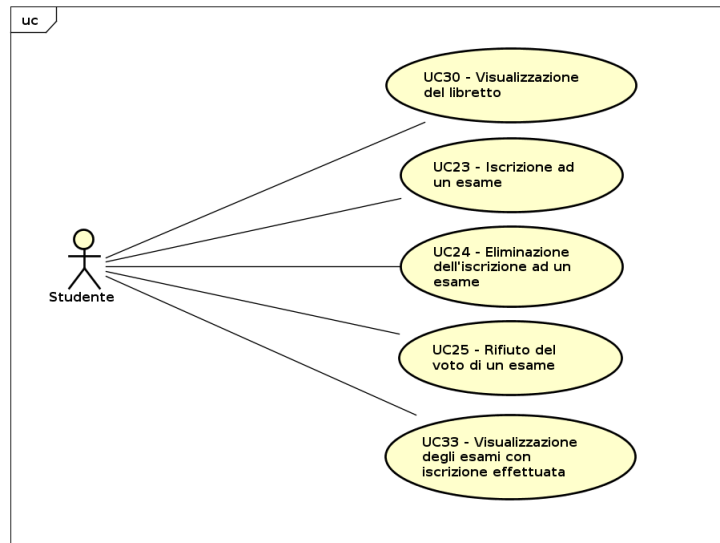 uc
UC30 - Visualizzazione
del libretto
UC23 - Iscrizione ad
un esame
UC24 - Eliminazione
dell'iscrizione ad un
esame
Studente
UC25 - Rifiuto del
voto di un esame
UC33 - Visualizzazione
degli esami con
iscrizione effettuata